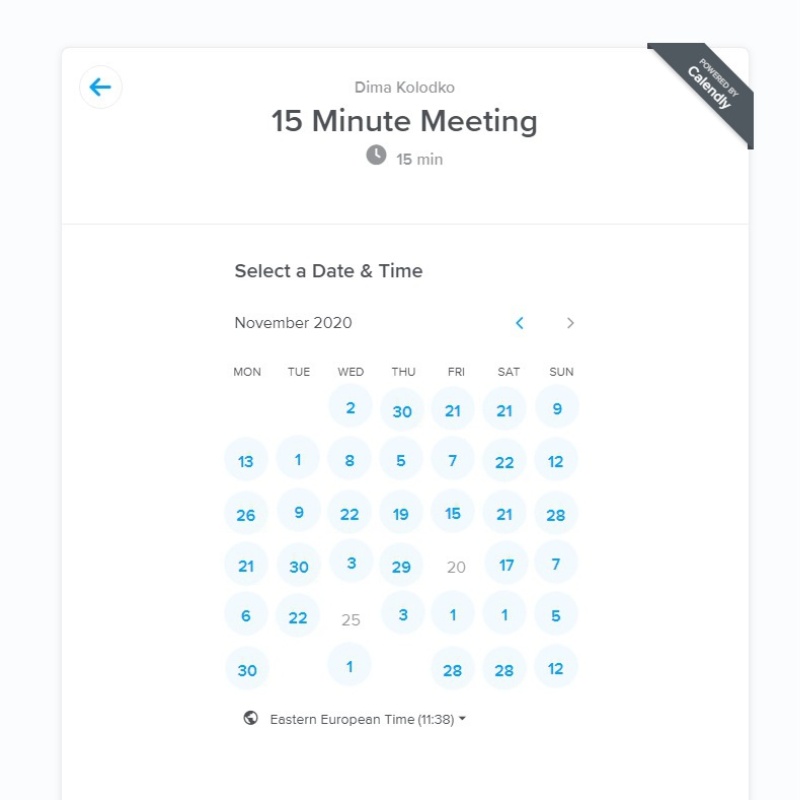 POWERED BY
Calendly
Dima Kolodko
15 Minute Meeting
15 min
Select a Date & Time
November 2020
MON TUE WED THU FRI SAT SUN
2 30 21 21 9
13 1 8 5 7 22 12
26 9 22 19 15 21 28
21 30 3 29 20 17 7
6 22 25 3 1 1 5
30 1 28 28 12
Eastern European Time (11:38)